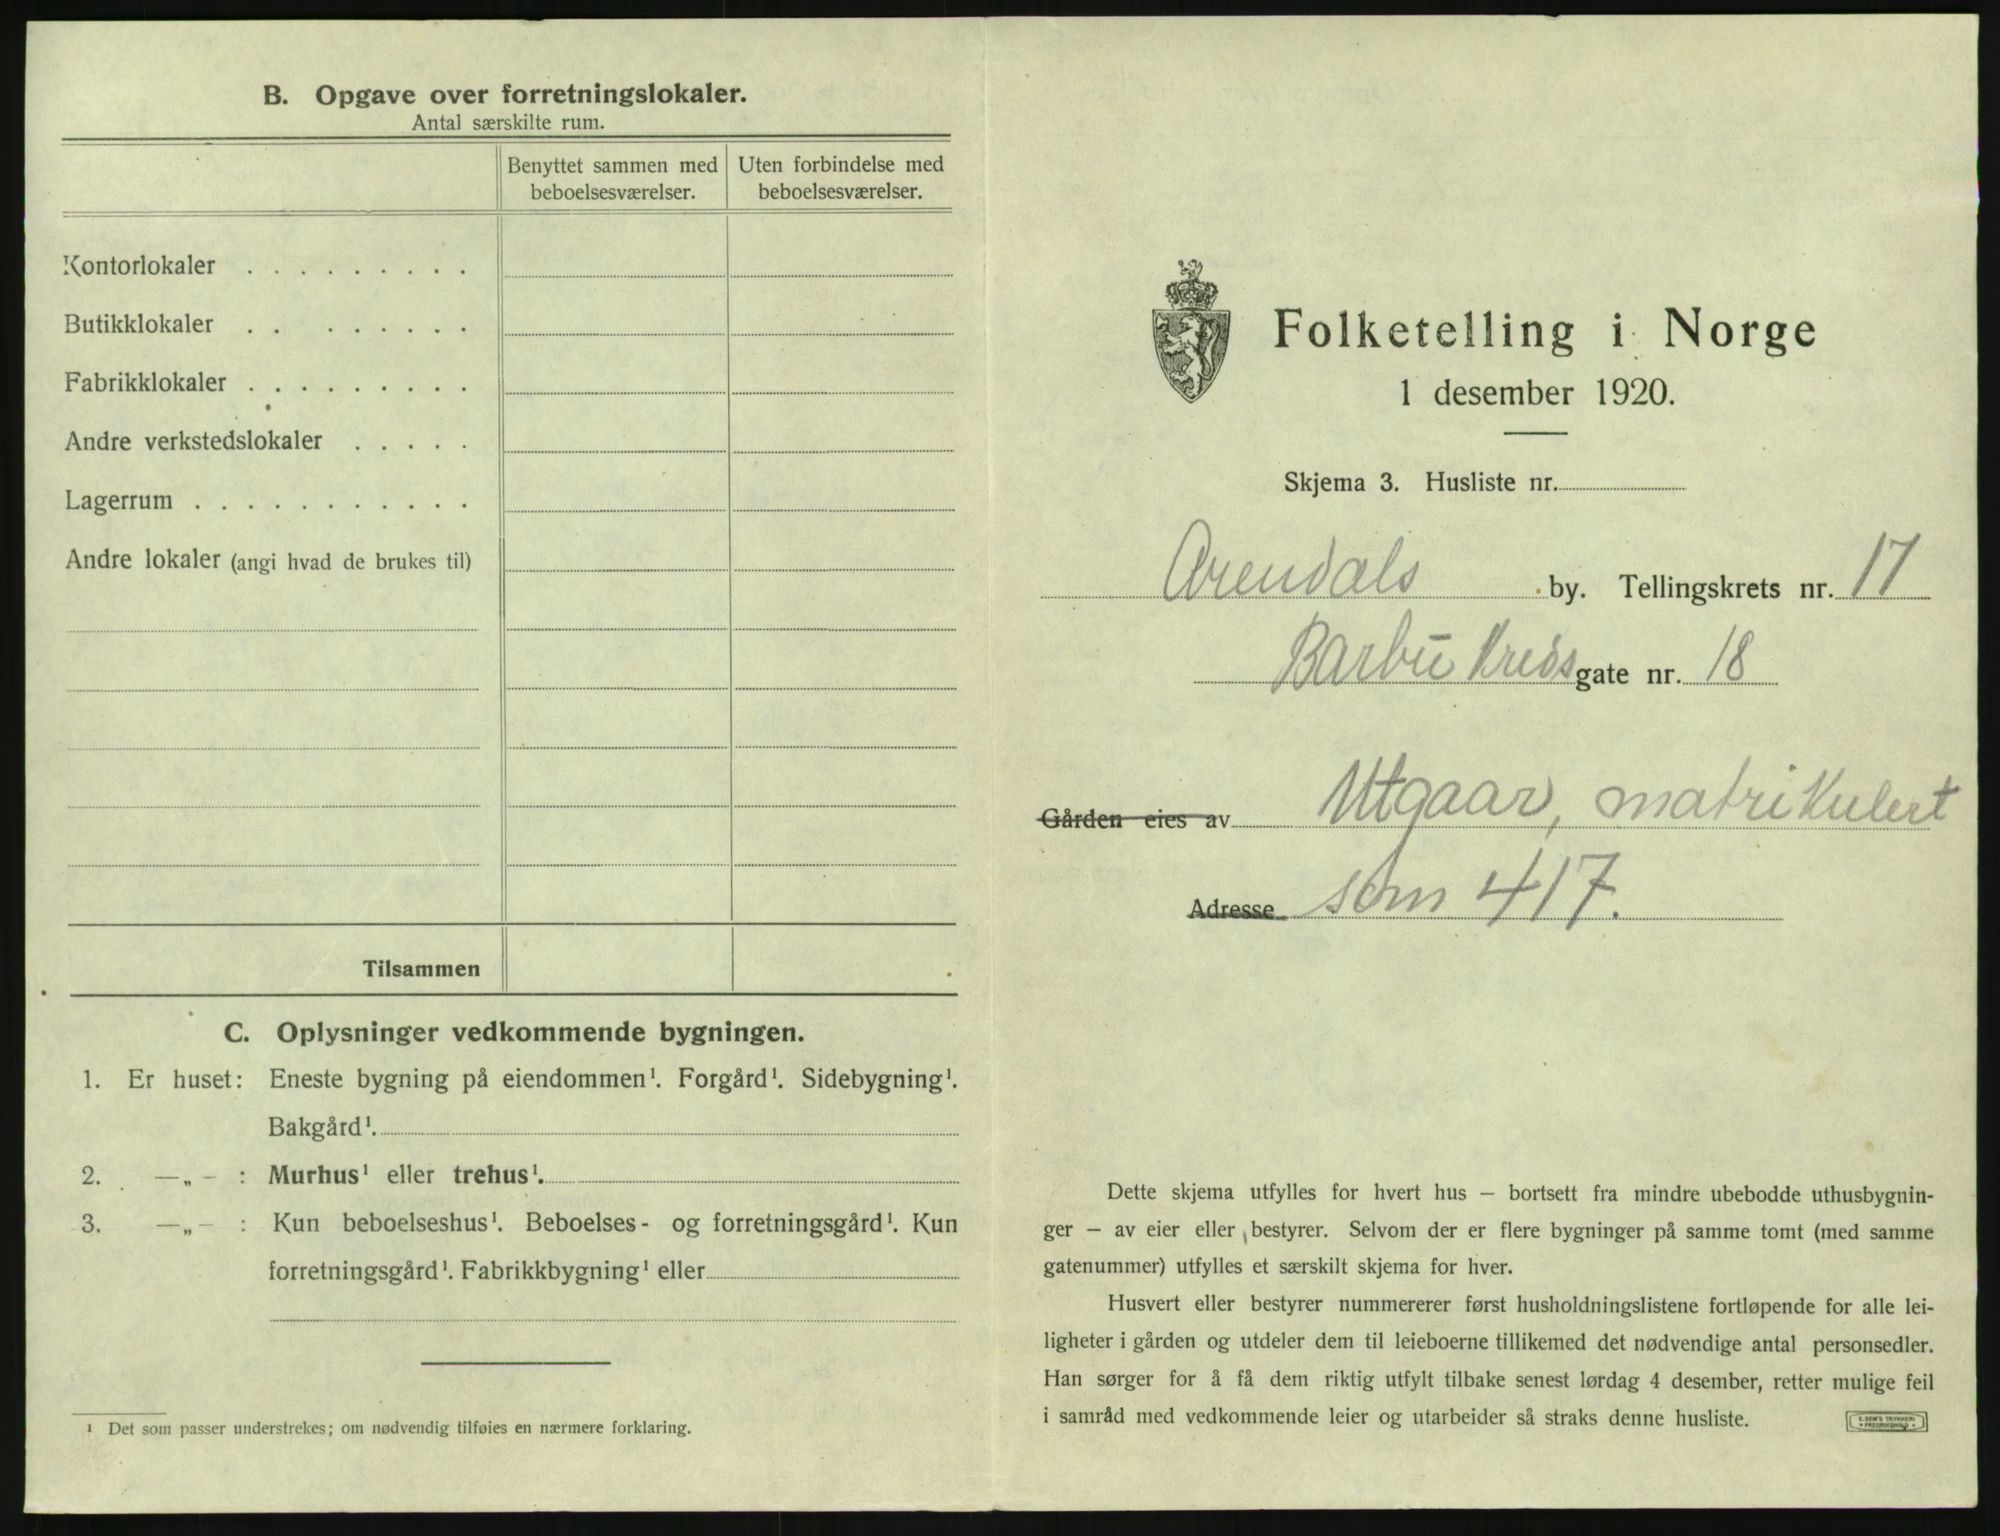 B. Opgave over forretningslokaler.
Antal særskilte rum.
Benyttet sammen med beboelsesværelser.
Uten forbindelse med beboelsesværelser.
Kontorlokaler . . . . . . . . .
Butikklokaler . . . . . . . .
Fabrikklokaler . . . . . . . . .
Andre verkstedslokaler . . . . .
Lagerrum . . . . . . . . . . .
Andre lokaler (angi hvad de brukes til)
Tilsammen
C. Oplysninger vedkommende bygningen.
1. Er huset: Eneste bygning på eiendommen¹. Forgård¹. Sidebygning¹.
Bakgård¹.
2. —„— : Murhus¹ eller trehus¹.
3. —„— : Kun beboelseshus¹. Beboelses- og forretningsgård¹. Kun
forretningsgård¹. Fabrikkbygning¹ eller
¹ Det som passer understrekes; om nødvendig tilføies en nærmere forklaring.
Folketelling i Norge
1 desember 1920.
Skjema 3. Husliste nr.
Arendals by. Tellingskrets nr. 17
Barbu Kreds gate nr. 18
Gården eies av Utgaar, matrikulert
Adresse som 417.
Dette skjema utfylles for hvert hus — bortsett fra mindre ubebodde uthusbygnin-
ger — av eier eller bestyrer. Selvom der er flere bygninger på samme tomt (med samme
gatenummer) utfylles et særskilt skjema for hver.
Husvert eller bestyrer nummererer først husholdningslistene fortløpende for alle lei-
ligheter i gården og utdeler dem til leieboerne tillikemed det nødvendige antal personsedler.
Han sørger for å få dem riktig utfylt tilbake senest lørdag 4 desember, retter mulige feil
i samråd med vedkommende leier og utarbeider så straks denne husliste.
E. SEM'S TRYKKERI
FREDRIKSHALD